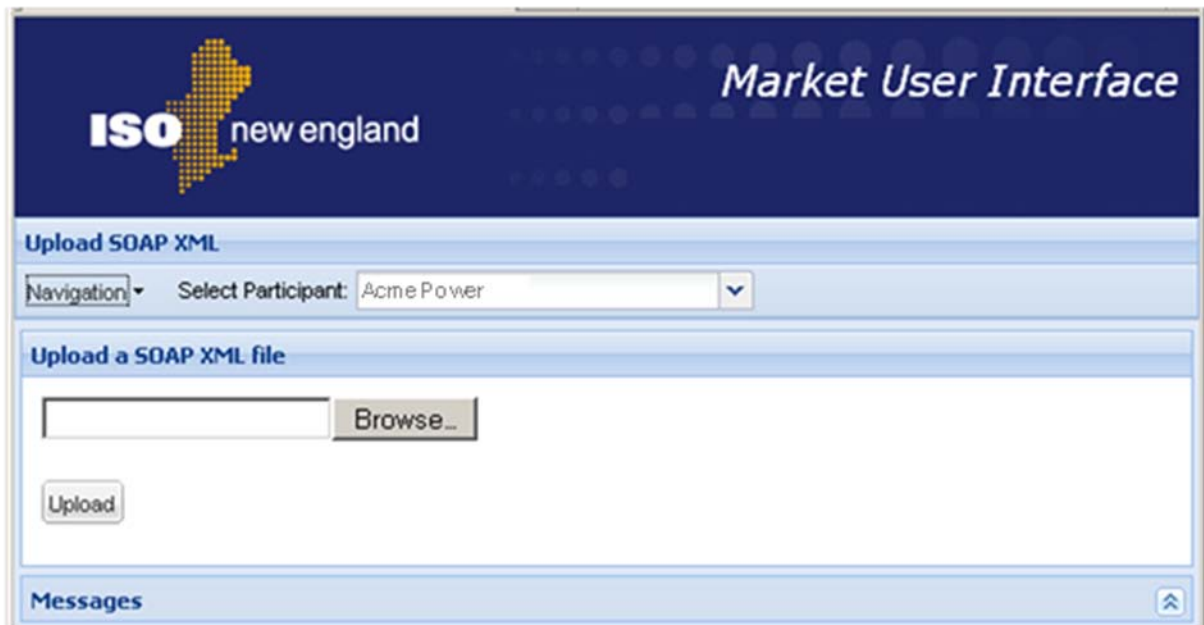 Market User Interface
ISO new england
Upload SOAP XML
Navigation Select Participant: Acme Power
Upload a SOAP XML file
Browse...
Upload
Messages